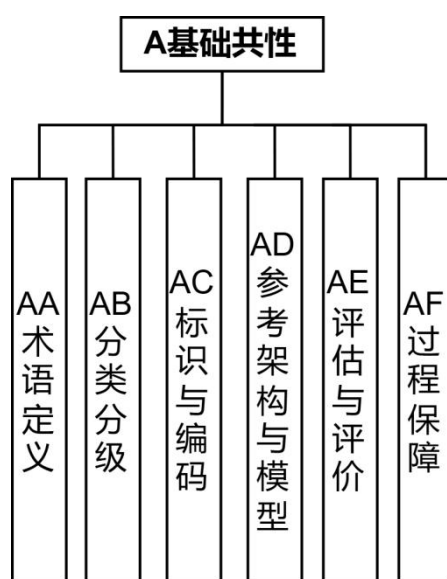 A基础共性
AA术语定义
AB分类分级
AC标识与编码
AD参考架构与模型
AE评估与评价
AF过程保障